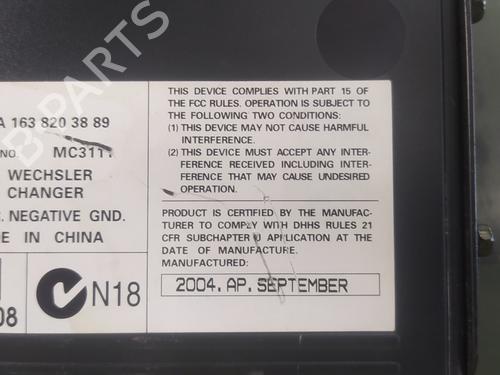 B-PARTS
A 163 820 38 89
NO. MC3111
WECHSLER
CHANGER
. NEGATIVE GND.
DE IN CHINA
08
N18
THIS DEVICE COMPLIES WITH PART 15 OF
THE FCC RULES. OPERATION IS SUBJECT TO
THE FOLLOWING TWO CONDITIONS:
(1) THIS DEVICE MAY NOT CAUSE HARMFUL
INTERFERENCE.
(2) THIS DEVICE MUST ACCEPT ANY INTER-
FERENCE RECEIVED INCLUDING INTER-
FERENCE THAT MAY CAUSE UNDESIRED
OPERATION.
PRODUCT IS CERTIFIED BY THE MANUFAC-
TURER TO COMPLY WITH DHHS RULES 21
CFR SUBCHAPTER J APPLICATION AT THE
DATE OF MANUFACTURE.
MANUFACTURED:
2004. AP. SEPTEMBER